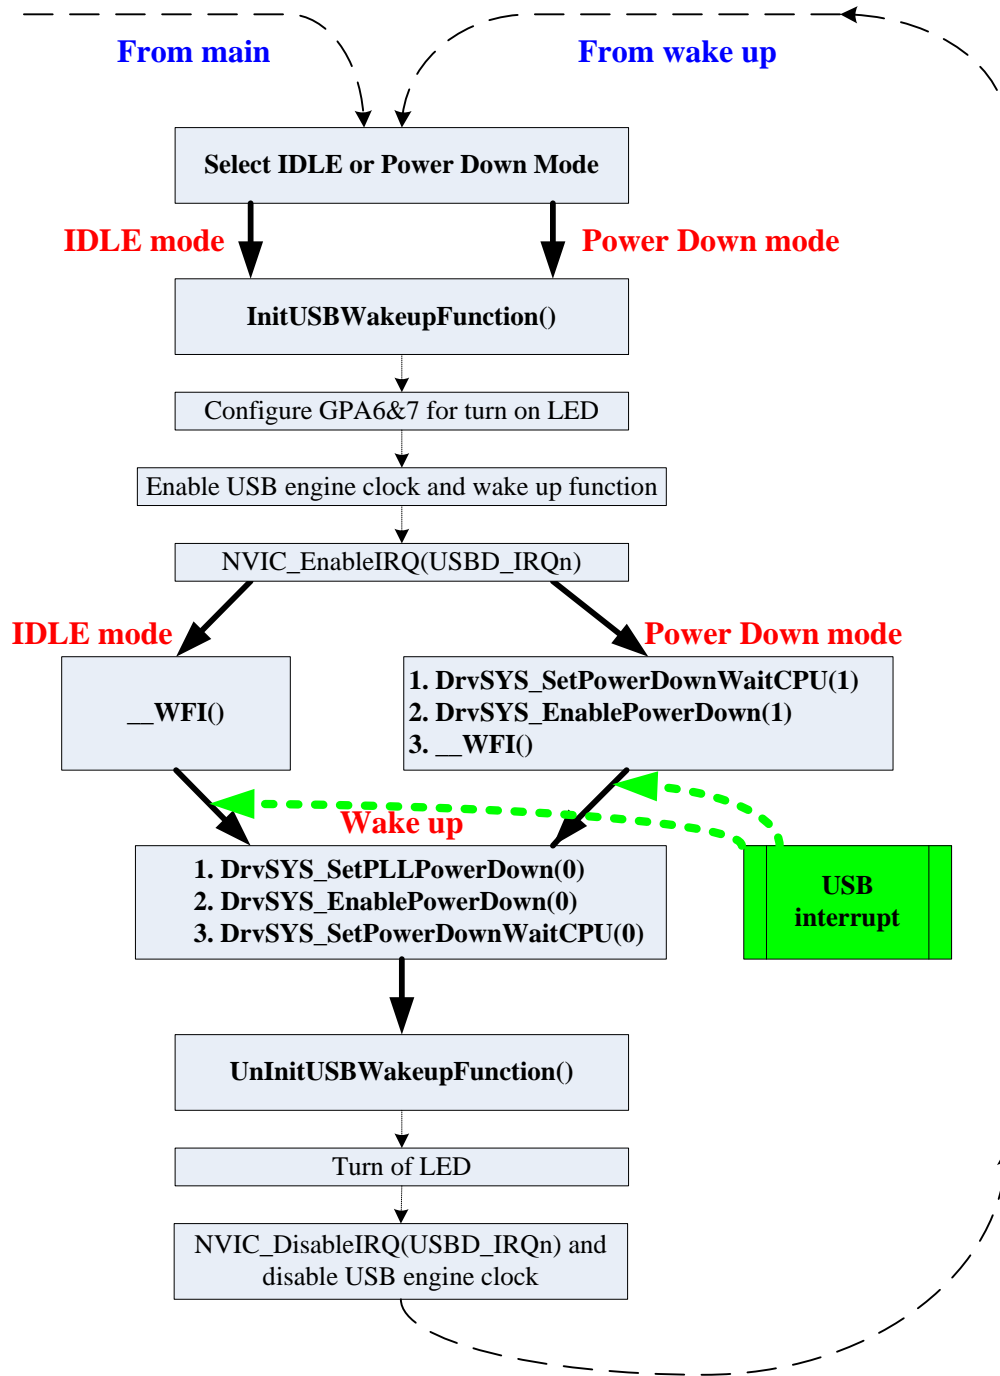 From main
From wake up
Select IDLE or Power Down Mode
IDLE mode
Power Down mode
InitUSBWakeupFunction()
Configure GPA6&7 for turn on LED
Enable USB engine clock and wake up function
NVIC_EnableIRQ(USBD_IRQn)
IDLE mode
Power Down mode
__WFI()
1. DrvSYS_SetPowerDownWaitCPU(1)
2. DrvSYS_EnablePowerDown(1)
3. __WFI()
Wake up
1. DrvSYS_SetPLLPowerDown(0)
2. DrvSYS_EnablePowerDown(0)
3. DrvSYS_SetPowerDownWaitCPU(0)
USB
interrupt
UnInitUSBWakeupFunction()
Turn of LED
NVIC_DisableIRQ(USBD_IRQn) and
disable USB engine clock